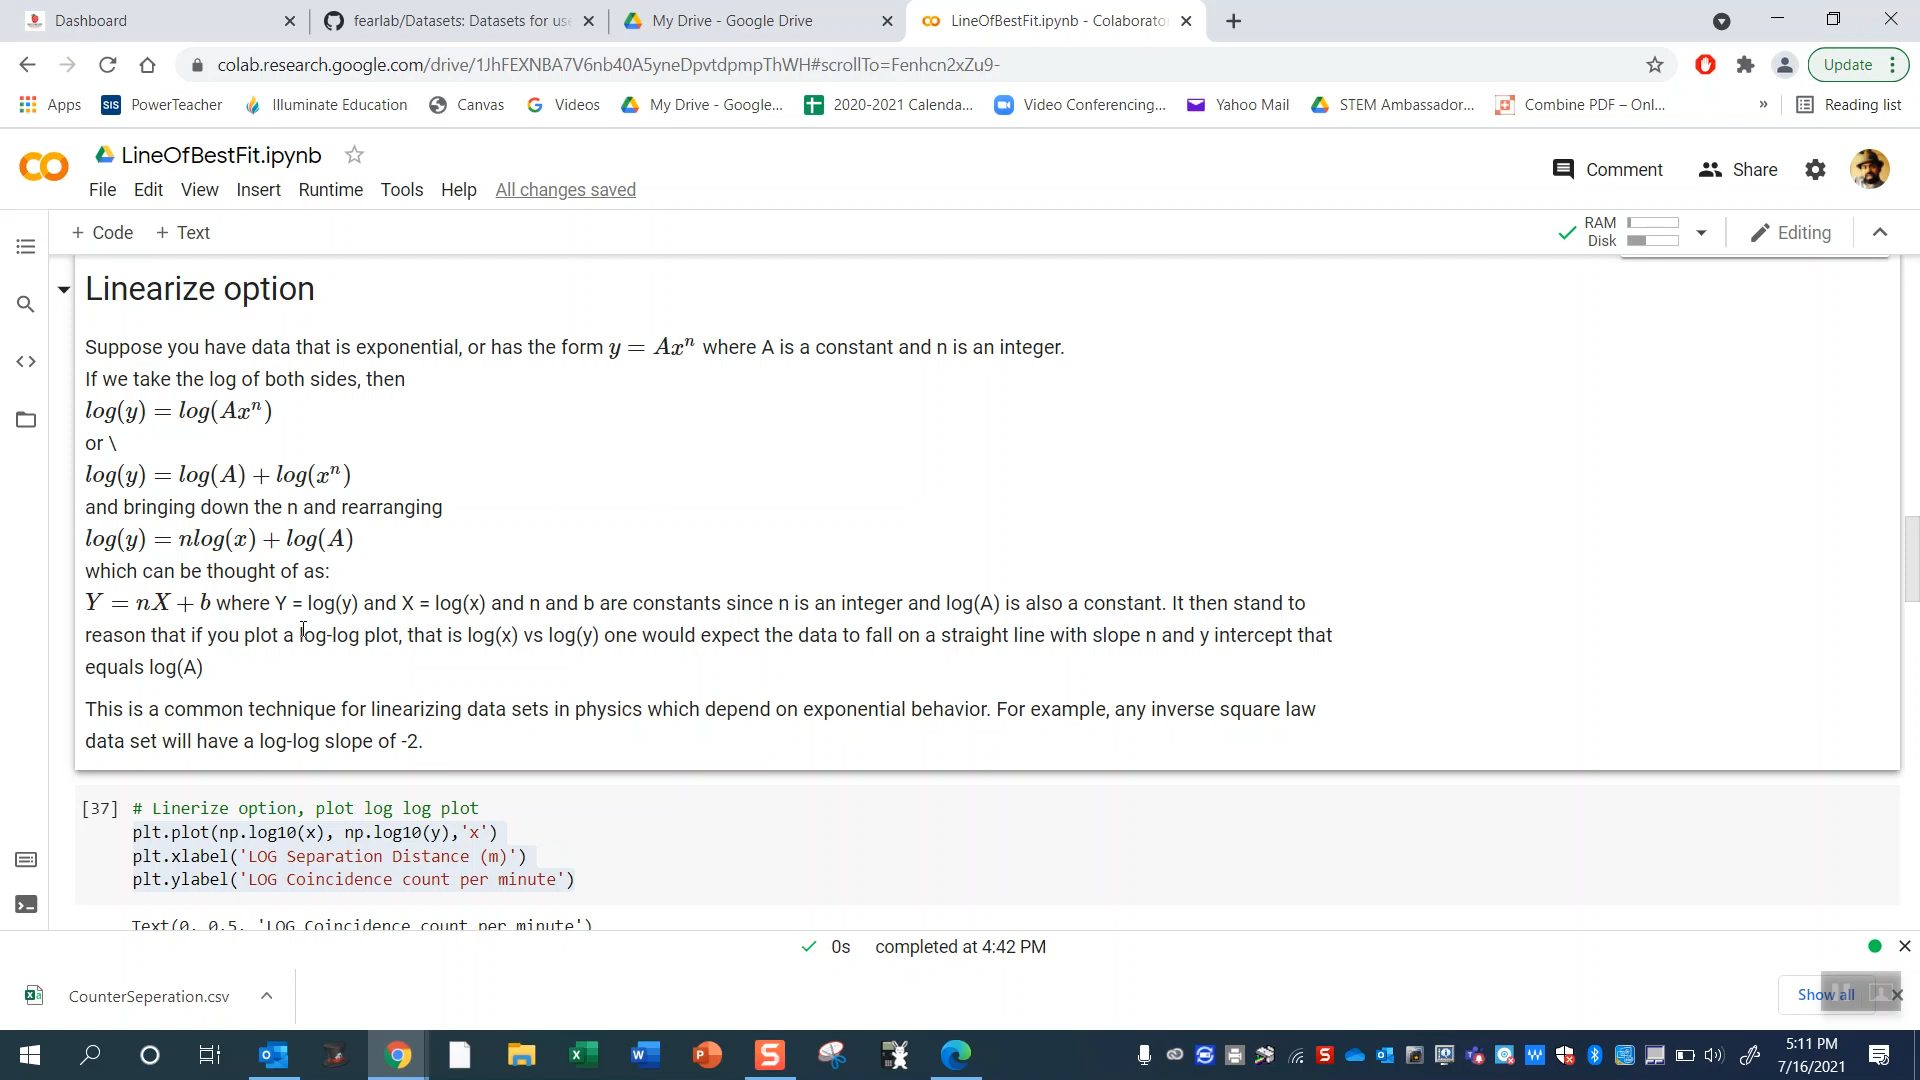 Dashboard
fearlab/Datasets: Datasets for use
My Drive - Google Drive
LineOfBestFit.ipynb - Colaborator
colab.research.google.com/drive/1JhFEXNBA7V6nb40A5yneDpvtdpmpThWH#scrollTo=Fenhcn2xZu9-
Update
Apps
SIS PowerTeacher
Illuminate Education
Canvas
Videos
My Drive - Google...
2020-2021 Calenda...
Video Conferencing...
Yahoo Mail
STEM Ambassador...
Combine PDF – Onl...
»
Reading list
LineOfBestFit.ipynb
Comment
Share
File Edit View Insert Runtime Tools Help All changes saved
+ Code + Text
RAM
Disk
Editing
Linearize option
Suppose you have data that is exponential, or has the form y = Axⁿ where A is a constant and n is an integer.
If we take the log of both sides, then
log(y) = log(Axⁿ)
or \
log(y) = log(A) + log(xⁿ)
and bringing down the n and rearranging
log(y) = nlog(x) + log(A)
which can be thought of as:
Y = nX + b where Y = log(y) and X = log(x) and n and b are constants since n is an integer and log(A) is also a constant. It then stand to
reason that if you plot a log-log plot, that is log(x) vs log(y) one would expect the data to fall on a straight line with slope n and y intercept that
equals log(A)
This is a common technique for linearizing data sets in physics which depend on exponential behavior. For example, any inverse square law
data set will have a log-log slope of -2.
[37] # Linerize option, plot log log plot
plt.plot(np.log10(x), np.log10(y),'x')
plt.xlabel('LOG Separation Distance (m)')
plt.ylabel('LOG Coincidence count per minute')
Text(0, 0.5, 'LOG Coincidence count per minute')
0s completed at 4:42 PM
CounterSeperation.csv
Show all
5:11 PM
7/16/2021